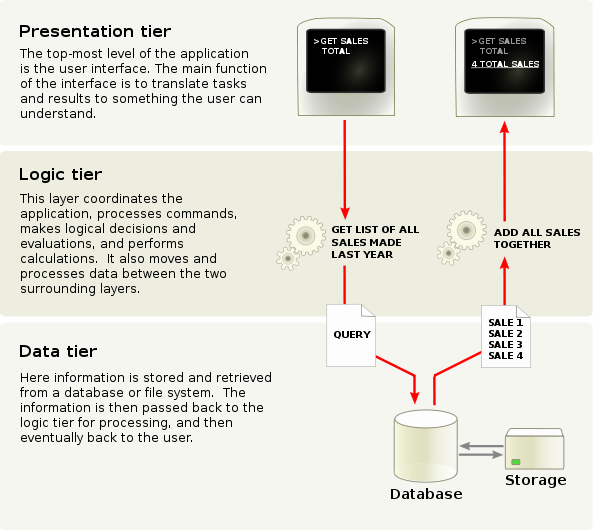 Presentation tier
The top-most level of the application
is the user interface. The main function
of the interface is to translate tasks
and results to something the user can
understand.
>GET SALES
TOTAL
>GET SALES
TOTAL
4 TOTAL SALES
Logic tier
This layer coordinates the
application, processes commands,
makes logical decisions and
evaluations, and performs
calculations.  It also moves and
processes data between the two
surrounding layers.
GET LIST OF ALL
SALES MADE
LAST YEAR
ADD ALL SALES
TOGETHER
Data tier
Here information is stored and retrieved
from a database or file system.  The
information is then passed back to the
logic tier for processing, and then
eventually back to the user.
QUERY
SALE 1
SALE 2
SALE 3
SALE 4
Database
Storage